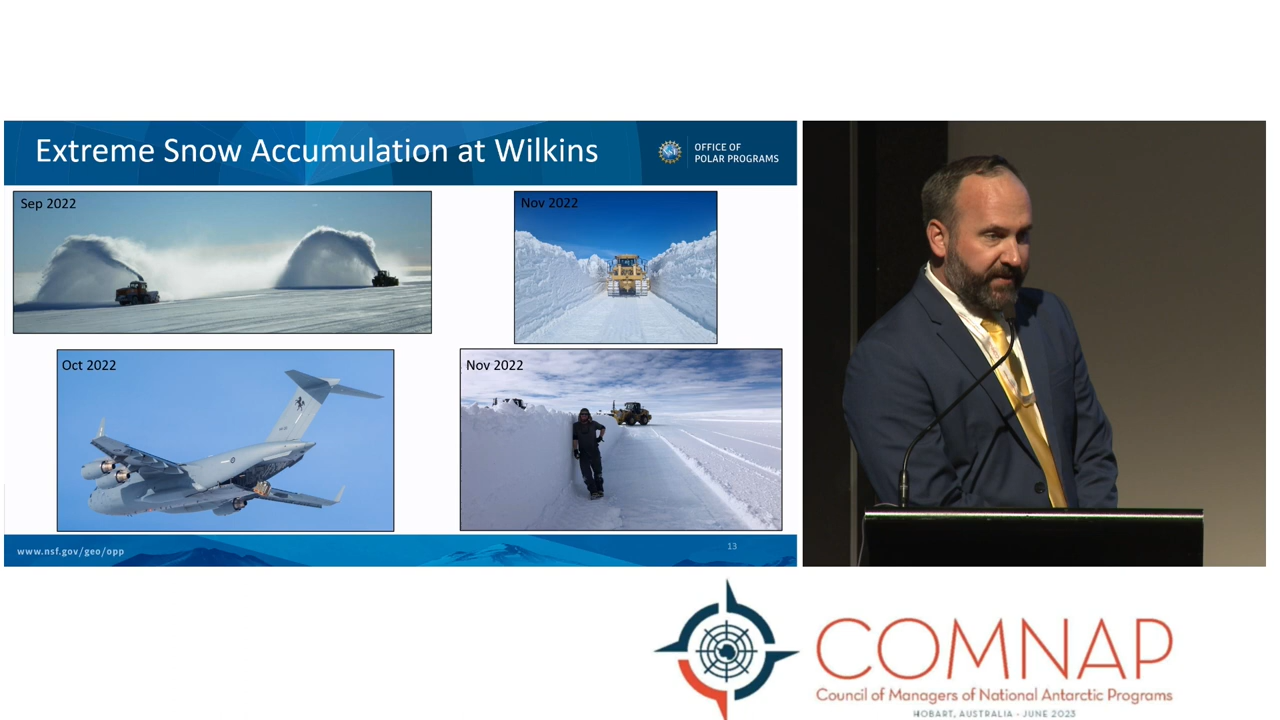 Extreme Snow Accumulation at Wilkins
OFFICE OF
POLAR PROGRAMS
Sep 2022
Nov 2022
Oct 2022
Nov 2022
www.nsf.gov/geo/opp
13
COMNAP
Council of Managers of National Antarctic Programs
HOBART, AUSTRALIA - JUNE 2023